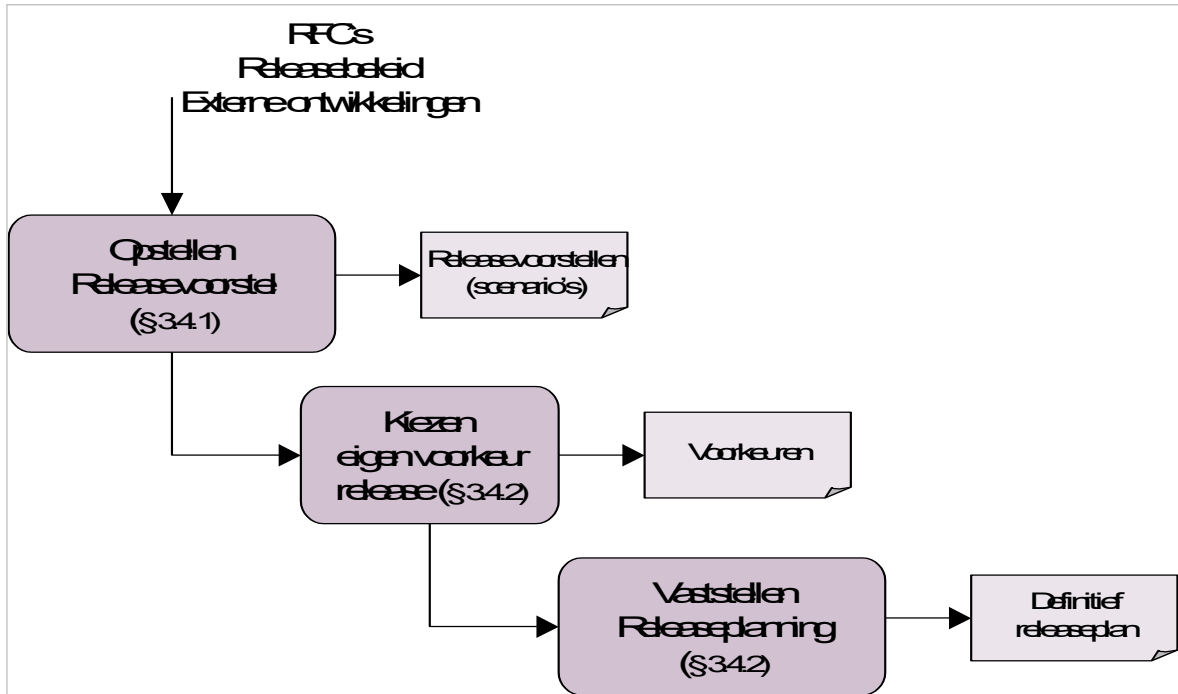 RFC's
Releasebeleid
Externe ontwikkelingen
Opstellen
Releasevoorstel
(§ 3.4.1)
Releasevoorstellen
(scenario's)
Kiezen
eigen voorkeur
release (§ 3.4.2)
Voorkeuren
Vaststellen
Releaseplanning
(§ 3.4.2)
Definitief
releaseplan